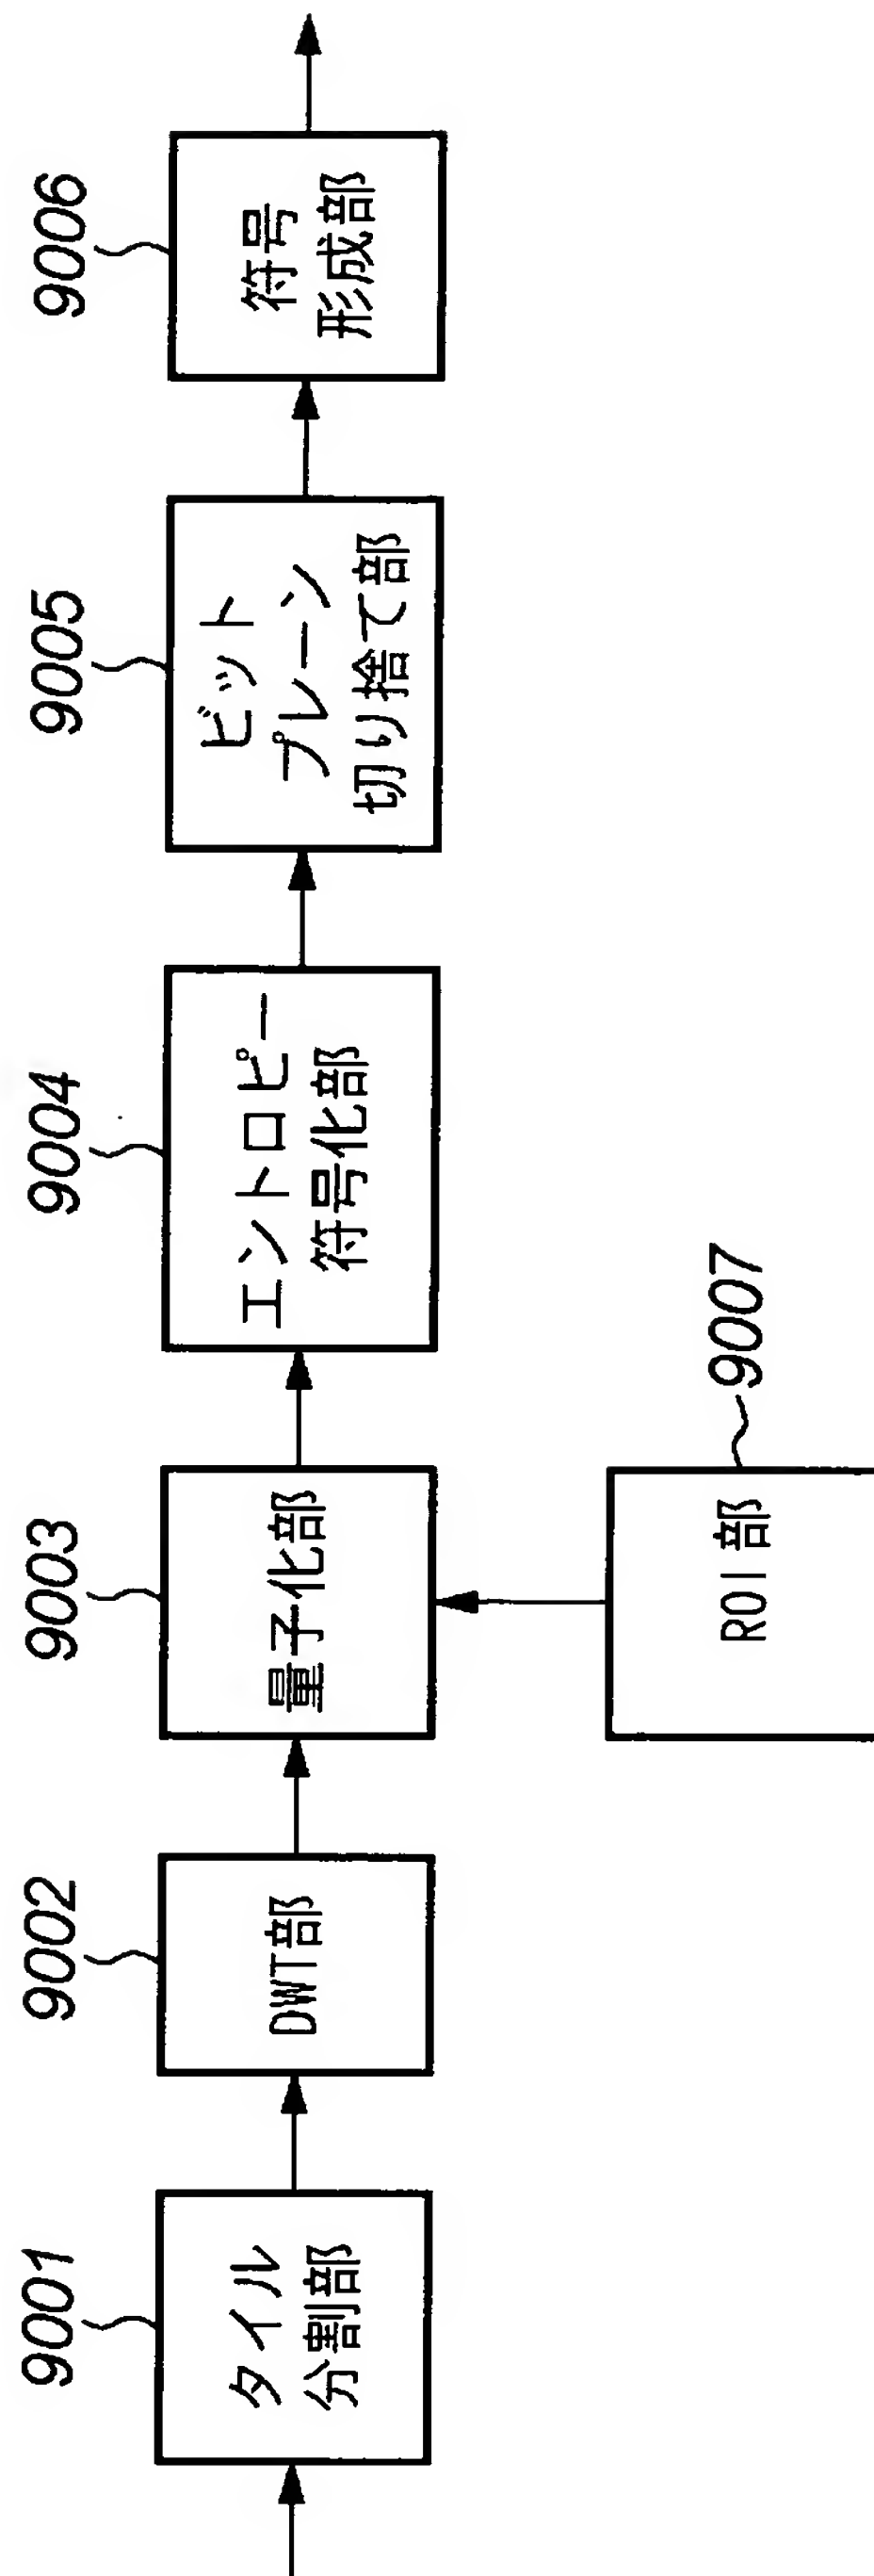 9001
タイル
分割部
9002
DWT部
9003
量子化部
9004
エントロピー
符号化部
9005
ビット
プレーン
切り捨て部
9006
符号
形成部
9007
ROI部